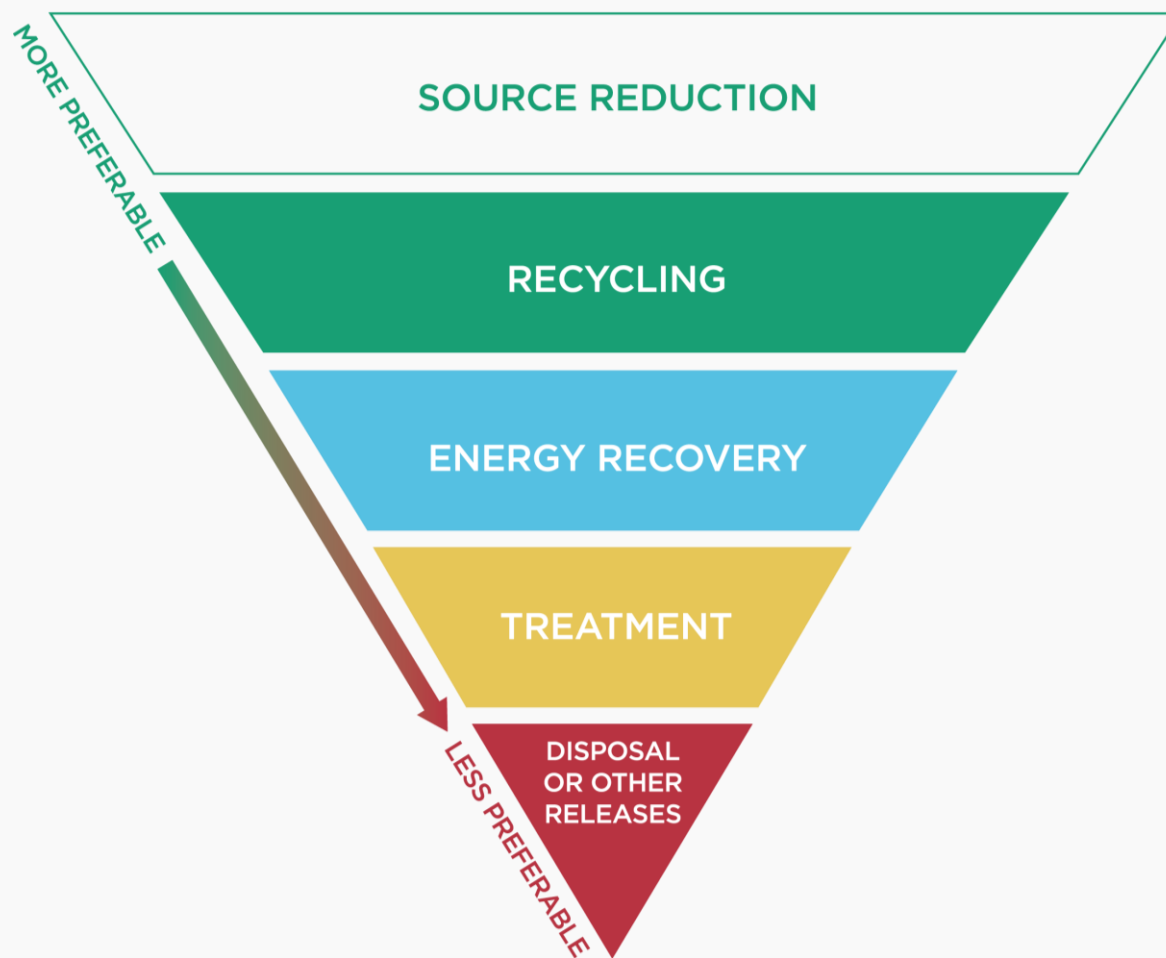 MORE PREFERABLE
SOURCE REDUCTION
RECYCLING
ENERGY RECOVERY
TREATMENT
DISPOSAL
OR OTHER
RELEASES
LESS PREFERABLE